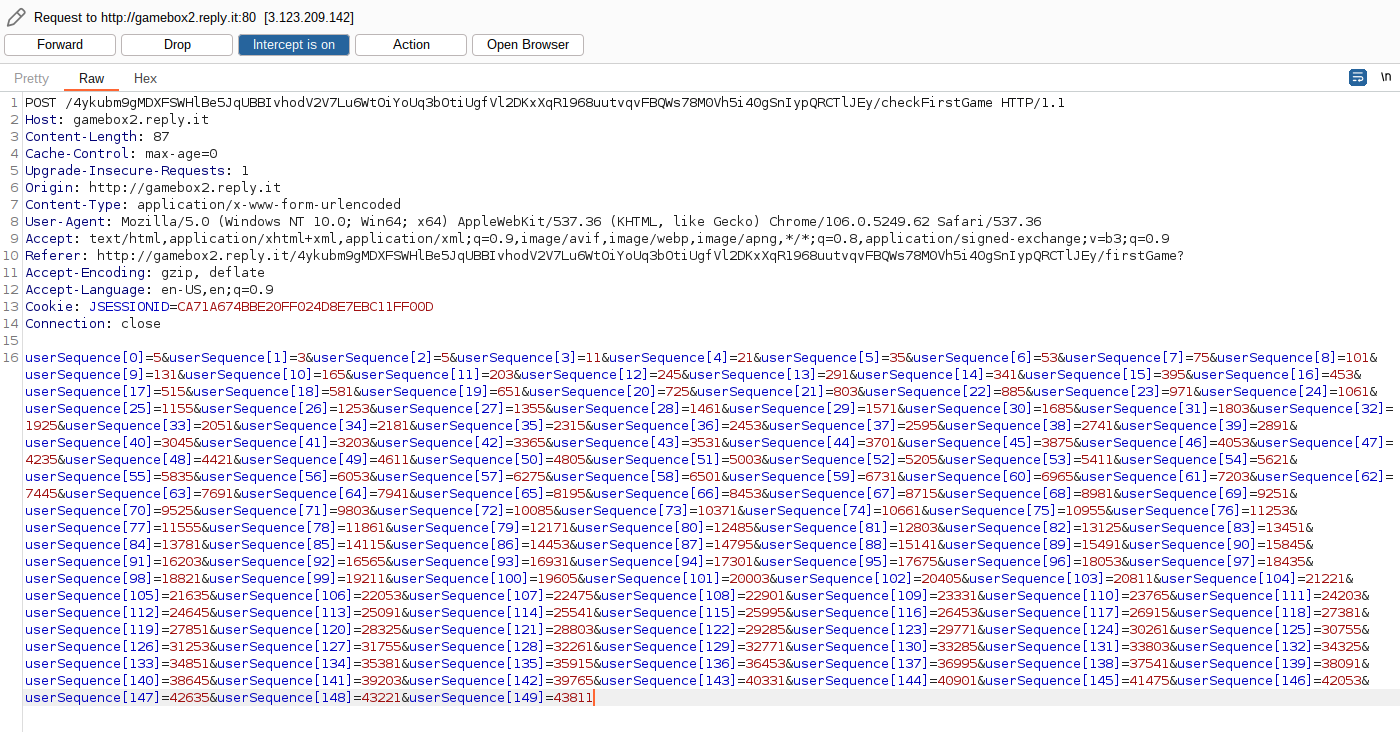 Request to http://gamebox2.reply.it:80 [3.123.209.142]
Forward Drop Intercept is on Action Open Browser
Pretty Raw Hex \n
1 POST /4ykubm9gMDXFSWHlBe5JqUBBIvhodV2V7Lu6WtOiYoUq3bOtiUgfVl2DKxXqR1968uutvqvFBQWs78M0Vh5i4OgSnIypQRCTlJEy/checkFirstGame HTTP/1.1
2 Host: gamebox2.reply.it
3 Content-Length: 87
4 Cache-Control: max-age=0
5 Upgrade-Insecure-Requests: 1
6 Origin: http://gamebox2.reply.it
7 Content-Type: application/x-www-form-urlencoded
8 User-Agent: Mozilla/5.0 (Windows NT 10.0; Win64; x64) AppleWebKit/537.36 (KHTML, like Gecko) Chrome/106.0.5249.62 Safari/537.36
9 Accept: text/html,application/xhtml+xml,application/xml;q=0.9,image/avif,image/webp,image/apng,*/*;q=0.8,application/signed-exchange;v=b3;q=0.9
10 Referer: http://gamebox2.reply.it/4ykubm9gMDXFSWHlBe5JqUBBIvhodV2V7Lu6WtOiYoUq3bOtiUgfVl2DKxXqR1968uutvqvFBQWs78M0Vh5i4OgSnIypQRCTlJEy/firstGame?
11 Accept-Encoding: gzip, deflate
12 Accept-Language: en-US,en;q=0.9
13 Cookie: JSESSIONID=CA71A674BBE20FF024D8E7EBC11FF00D
14 Connection: close
15
16 userSequence[0]=5&userSequence[1]=3&userSequence[2]=5&userSequence[3]=11&userSequence[4]=21&userSequence[5]=35&userSequence[6]=53&userSequence[7]=75&userSequence[8]=101&
userSequence[9]=131&userSequence[10]=165&userSequence[11]=203&userSequence[12]=245&userSequence[13]=291&userSequence[14]=341&userSequence[15]=395&userSequence[16]=453&
userSequence[17]=515&userSequence[18]=581&userSequence[19]=651&userSequence[20]=725&userSequence[21]=803&userSequence[22]=885&userSequence[23]=971&userSequence[24]=1061&
userSequence[25]=1155&userSequence[26]=1253&userSequence[27]=1355&userSequence[28]=1461&userSequence[29]=1571&userSequence[30]=1685&userSequence[31]=1803&userSequence[32]=
1925&userSequence[33]=2051&userSequence[34]=2181&userSequence[35]=2315&userSequence[36]=2453&userSequence[37]=2595&userSequence[38]=2741&userSequence[39]=2891&
userSequence[40]=3045&userSequence[41]=3203&userSequence[42]=3365&userSequence[43]=3531&userSequence[44]=3701&userSequence[45]=3875&userSequence[46]=4053&userSequence[47]=
4235&userSequence[48]=4421&userSequence[49]=4611&userSequence[50]=4805&userSequence[51]=5003&userSequence[52]=5205&userSequence[53]=5411&userSequence[54]=5621&
userSequence[55]=5835&userSequence[56]=6053&userSequence[57]=6275&userSequence[58]=6501&userSequence[59]=6731&userSequence[60]=6965&userSequence[61]=7203&userSequence[62]=
7445&userSequence[63]=7691&userSequence[64]=7941&userSequence[65]=8195&userSequence[66]=8453&userSequence[67]=8715&userSequence[68]=8981&userSequence[69]=9251&
userSequence[70]=9525&userSequence[71]=9803&userSequence[72]=10085&userSequence[73]=10371&userSequence[74]=10661&userSequence[75]=10955&userSequence[76]=11253&
userSequence[77]=11555&userSequence[78]=11861&userSequence[79]=12171&userSequence[80]=12485&userSequence[81]=12803&userSequence[82]=13125&userSequence[83]=13451&
userSequence[84]=13781&userSequence[85]=14115&userSequence[86]=14453&userSequence[87]=14795&userSequence[88]=15141&userSequence[89]=15491&userSequence[90]=15845&
userSequence[91]=16203&userSequence[92]=16565&userSequence[93]=16931&userSequence[94]=17301&userSequence[95]=17675&userSequence[96]=18053&userSequence[97]=18435&
userSequence[98]=18821&userSequence[99]=19211&userSequence[100]=19605&userSequence[101]=20003&userSequence[102]=20405&userSequence[103]=20811&userSequence[104]=21221&
userSequence[105]=21635&userSequence[106]=22053&userSequence[107]=22475&userSequence[108]=22901&userSequence[109]=23331&userSequence[110]=23765&userSequence[111]=24203&
userSequence[112]=24645&userSequence[113]=25091&userSequence[114]=25541&userSequence[115]=25995&userSequence[116]=26453&userSequence[117]=26915&userSequence[118]=27381&
userSequence[119]=27851&userSequence[120]=28325&userSequence[121]=28803&userSequence[122]=29285&userSequence[123]=29771&userSequence[124]=30261&userSequence[125]=30755&
userSequence[126]=31253&userSequence[127]=31755&userSequence[128]=32261&userSequence[129]=32771&userSequence[130]=33285&userSequence[131]=33803&userSequence[132]=34325&
userSequence[133]=34851&userSequence[134]=35381&userSequence[135]=35915&userSequence[136]=36453&userSequence[137]=36995&userSequence[138]=37541&userSequence[139]=38091&
userSequence[140]=38645&userSequence[141]=39203&userSequence[142]=39765&userSequence[143]=40331&userSequence[144]=40901&userSequence[145]=41475&userSequence[146]=42053&
userSequence[147]=42635&userSequence[148]=43221&userSequence[149]=43811